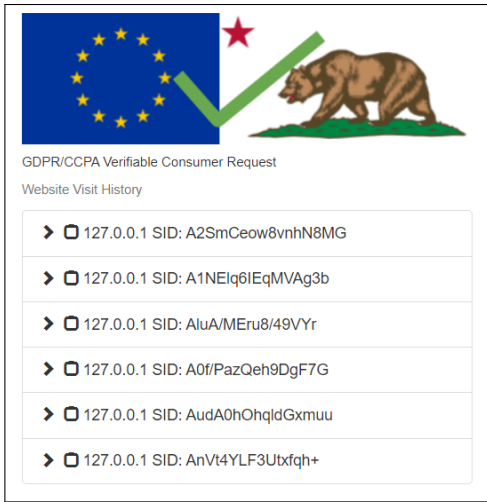 GDPR/CCPA Verifiable Consumer Request
Website Visit History
127.0.0.1 SID: A2SmCeow8vnhN8MG
127.0.0.1 SID: A1NElq6IEqMVAg3b
127.0.0.1 SID: AluA/MEru8/49VYr
127.0.0.1 SID: A0f/PazQeh9DgF7G
127.0.0.1 SID: AudA0hOhqldGxmuu
127.0.0.1 SID: AnVt4YLF3Utxfqh+